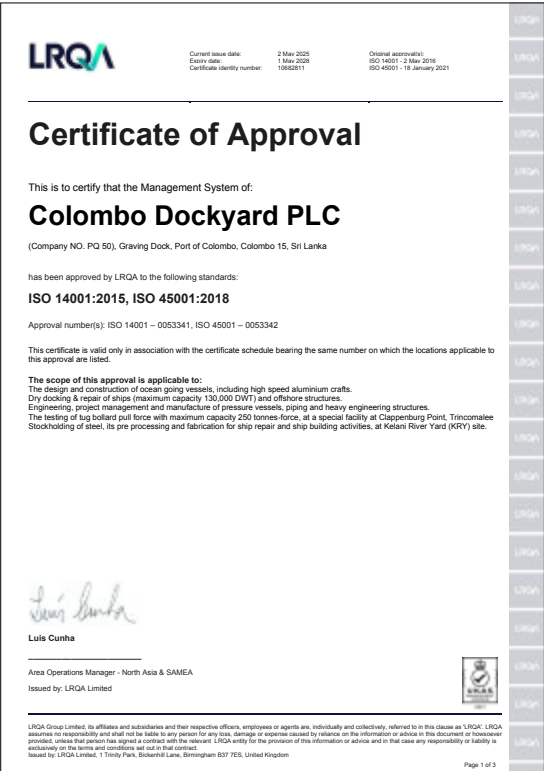 LRQA
Current issue date: 2 May 2025
Expiry date: 1 May 2028
Certificate identity number: 10682811
Original approval(s):
ISO 14001 - 2 May 2016
ISO 45001 - 18 January 2021
Certificate of Approval
This is to certify that the Management System of:
Colombo Dockyard PLC
(Company NO. PQ 50), Graving Dock, Port of Colombo, Colombo 15, Sri Lanka
has been approved by LRQA to the following standards:
ISO 14001:2015, ISO 45001:2018
Approval number(s): ISO 14001 – 0053341, ISO 45001 – 0053342
This certificate is valid only in association with the certificate schedule bearing the same number on which the locations applicable to
this approval are listed.
The scope of this approval is applicable to:
The design and construction of ocean going vessels, including high speed aluminium crafts.
Dry docking & repair of ships (maximum capacity 130,000 DWT) and offshore structures.
Engineering, project management and manufacture of pressure vessels, piping and heavy engineering structures.
The testing of tug bollard pull force with maximum capacity 250 tonnes-force, at a special facility at Clappenburg Point, Trincomalee
Stockholding of steel, its pre processing and fabrication for ship repair and ship building activities, at Kelani River Yard (KRY) site.
Luis Cunha
Luis Cunha
Area Operations Manager - North Asia & SAMEA
Issued by: LRQA Limited
UKAS
LRQA Group Limited, its affiliates and subsidiaries and their respective officers, employees or agents are, individually and collectively, referred to in this clause as 'LRQA'. LRQA
assumes no responsibility and shall not be liable to any person for any loss, damage or expense caused by reliance on the information or advice in this document or howsoever
provided, unless that person has signed a contract with the relevant LRQA entity for the provision of this information or advice and in that case any responsibility or liability is
exclusively on the terms and conditions set out in that contract.
Issued by: LRQA Limited, 1 Trinity Park, Bickenhill Lane, Birmingham B37 7ES, United Kingdom
Page 1 of 3